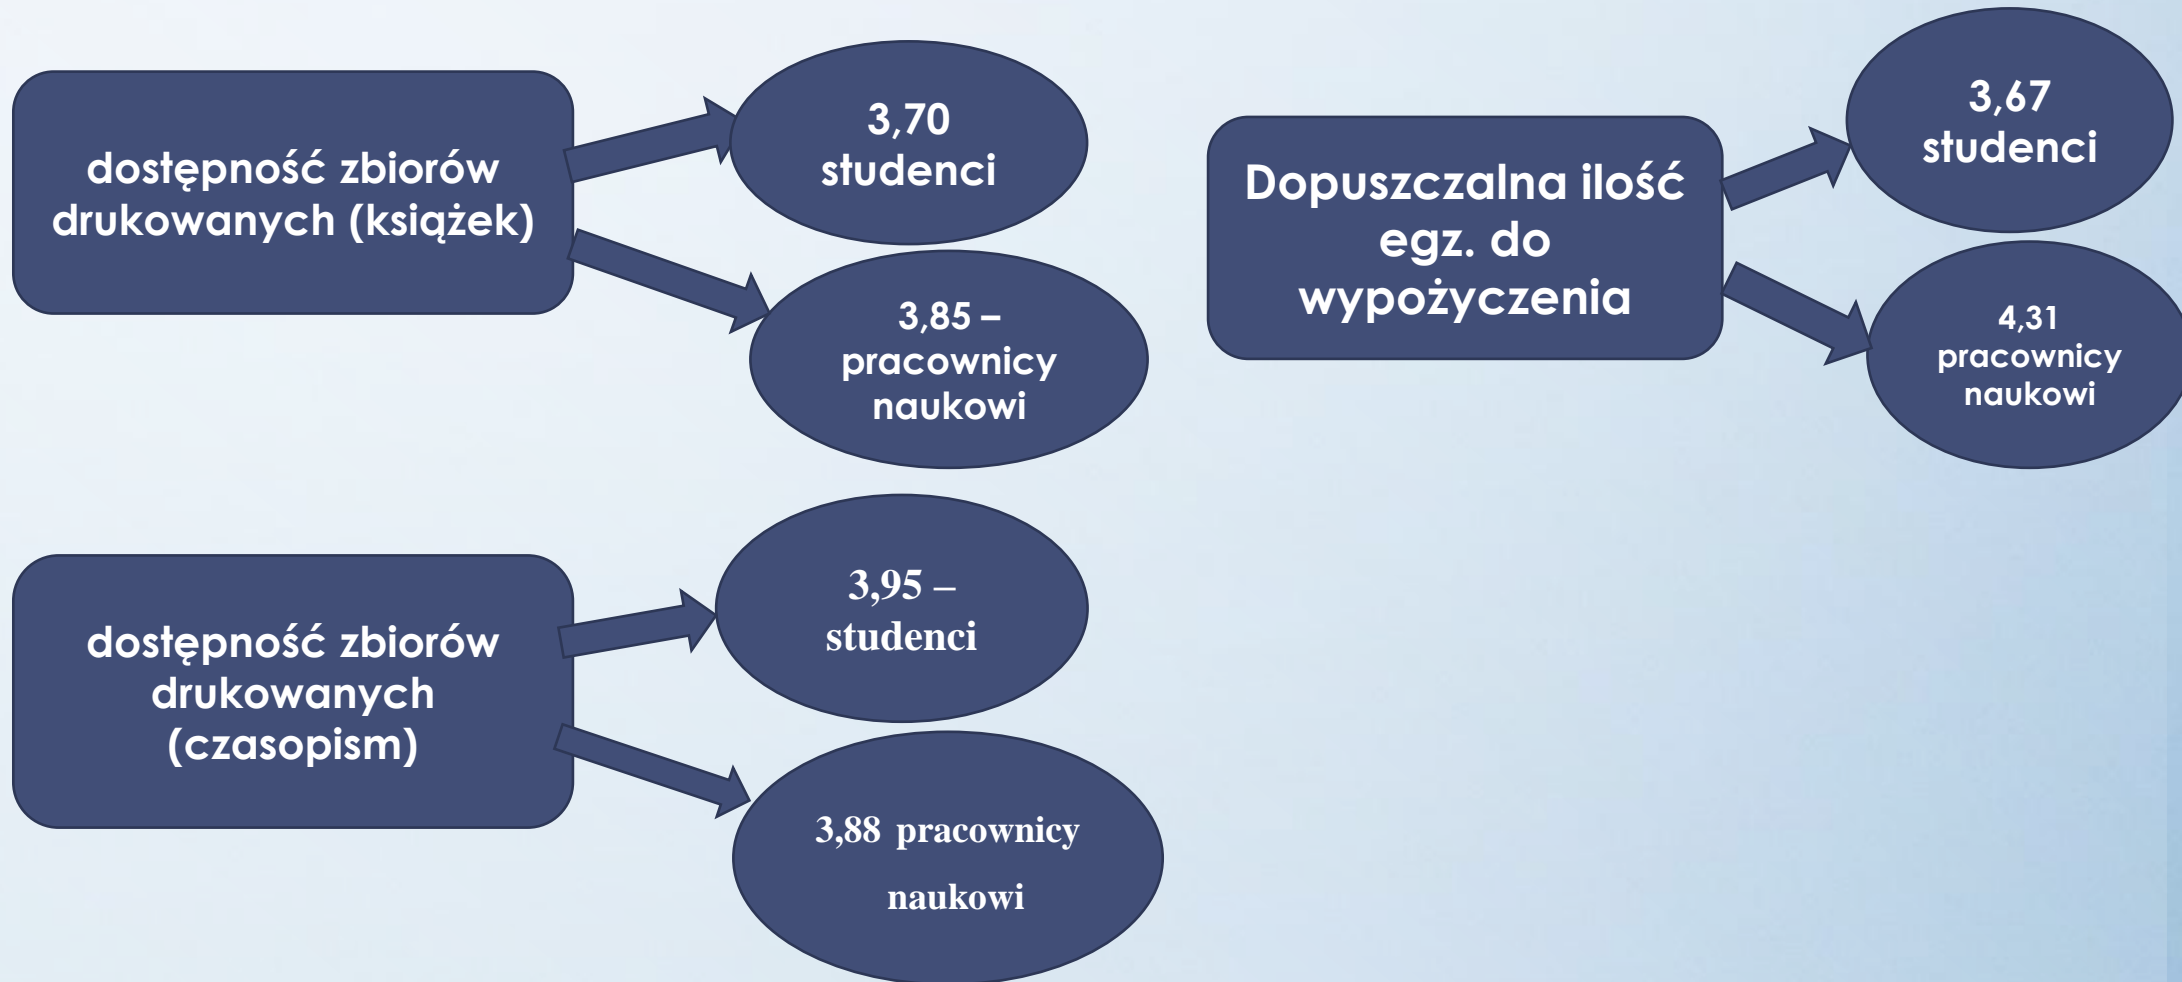 dostępność zbiorów
drukowanych (książek)
3,70
studenci
3,85 –
pracownicy
naukowi
Dopuszczalna ilość
egz. do
wypożyczenia
3,67
studenci
4,31
pracownicy
naukowi
dostępność zbiorów
drukowanych
(czasopism)
3,95 –
studenci
3,88 pracownicy
naukowi